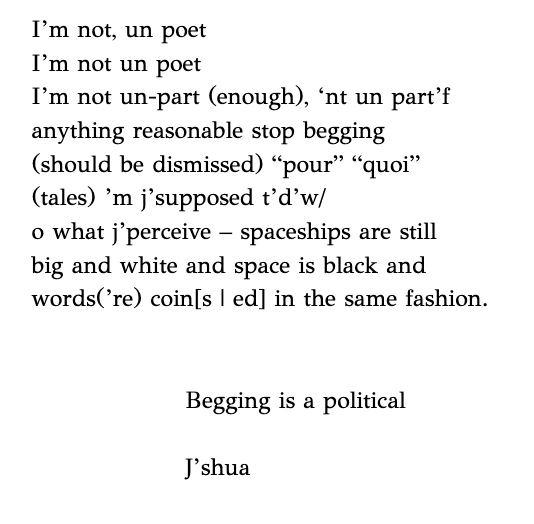 I’m not, un poet
I’m not un poet
I’m not un-part (enough), ‘nt un part’f
anything reasonable stop begging
(should be dismissed) “pour” “quoi”
(tales) ’m j’supposed t’d’w/
o what j’perceive – spaceships are still
big and white and space is black and
words(’re) coin[s | ed] in the same fashion.
Begging is a political
J’shua